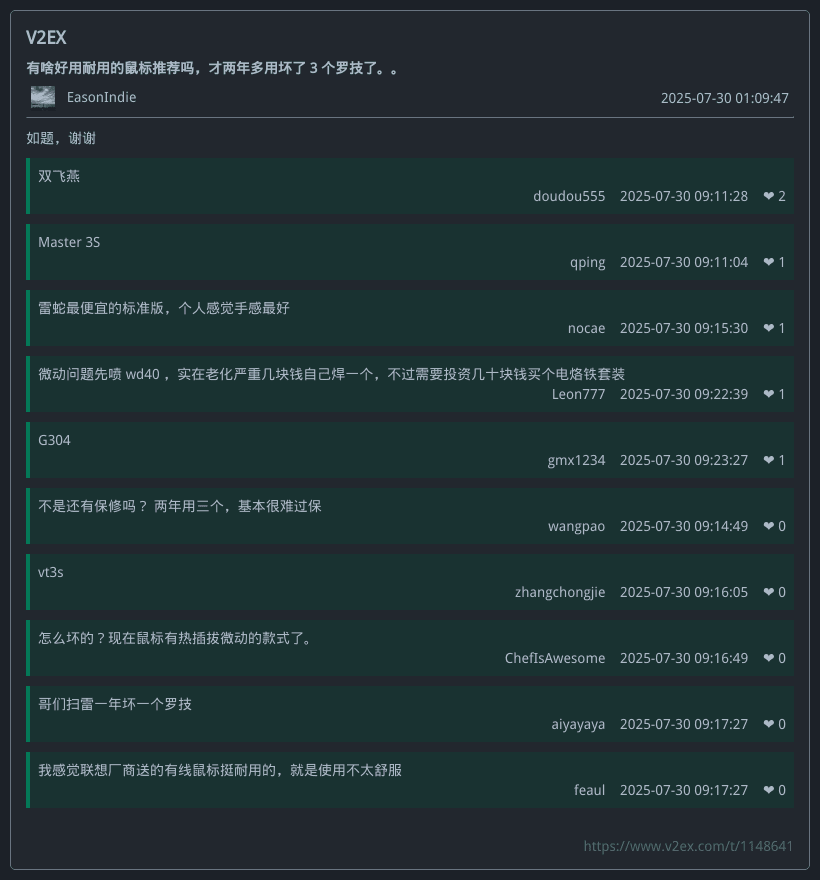 V2EX
有啥好用耐用的鼠标推荐吗，才两年多用坏了 3 个罗技了。。
EasonIndie 2025-07-30 01:09:47
如题，谢谢
双飞燕
doudou555 2025-07-30 09:11:28 ❤ 2
Master 3S
qping 2025-07-30 09:11:04 ❤ 1
雷蛇最便宜的标准版，个人感觉手感最好
nocae 2025-07-30 09:15:30 ❤ 1
微动问题先喷 wd40 ，实在老化严重几块钱自己焊一个，不过需要投资几十块钱买个电烙铁套装
Leon777 2025-07-30 09:22:39 ❤ 1
G304
gmx1234 2025-07-30 09:23:27 ❤ 1
不是还有保修吗？ 两年用三个，基本很难过保
wangpao 2025-07-30 09:14:49 ❤ 0
vt3s
zhangchongjie 2025-07-30 09:16:05 ❤ 0
怎么坏的？现在鼠标有热插拔微动的款式了。
ChefIsAwesome 2025-07-30 09:16:49 ❤ 0
哥们扫雷一年坏一个罗技
aiyayaya 2025-07-30 09:17:27 ❤ 0
我感觉联想厂商送的有线鼠标挺耐用的，就是使用不太舒服
feaul 2025-07-30 09:17:27 ❤ 0
https://www.v2ex.com/t/1148641